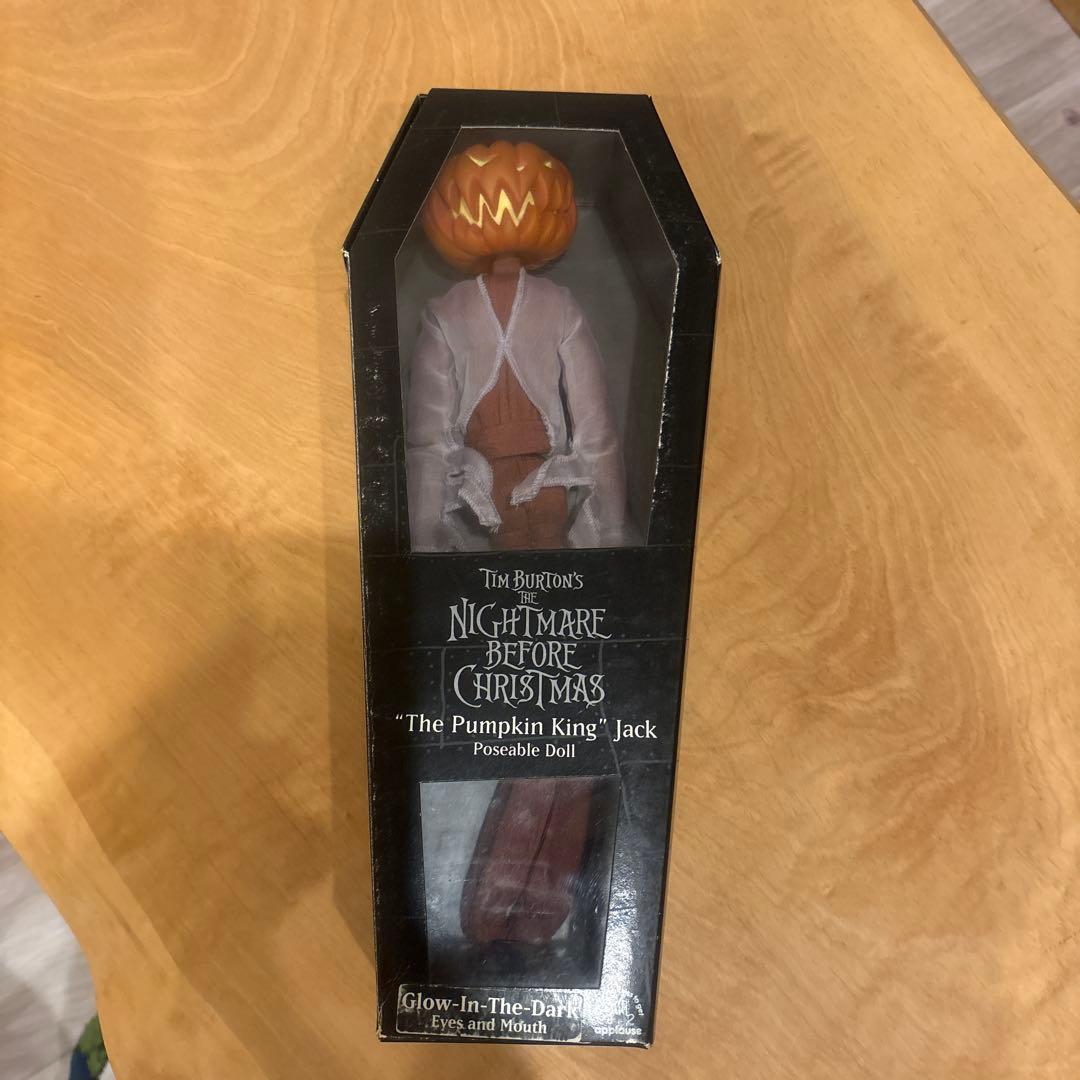 TIM BURTON'S
THE
NIGHTMARE
BEFORE
CHRISTMAS
"The Pumpkin King" Jack
Poseable Doll
Glow-In-The-Dark
Eyes and Mouth
applause